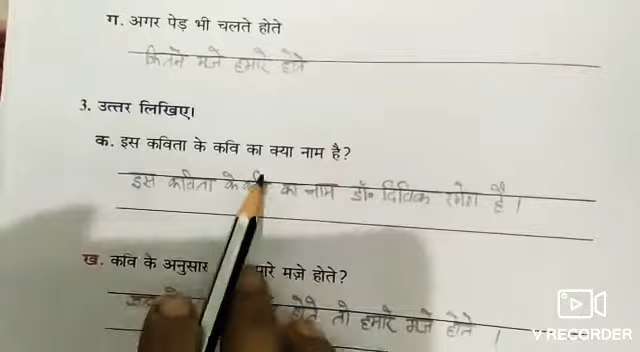 ग. अगर पेड़ भी चलते होते
कितने मजे हमारे होते
3. उत्तर लिखिए।
क. इस कविता के कवि का क्या नाम है?
इस कविता के का नाम डॉ॰ दिविक रमेश है।
ख. कवि के अनुसार मारे मज़े होते?
होते तो हमारे मजे होते ।
V RECORDER